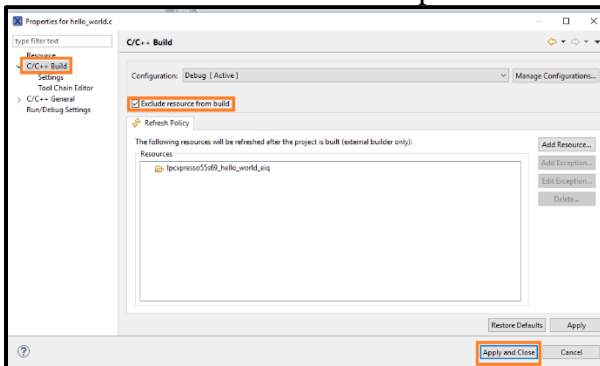 Properties for hello_world.c
type filter text
Resource
C/C++ Build
Settings
Tool Chain Editor
C/C++ General
Run/Debug Settings
C/C++ Build
Configuration: Debug [ Active ]
Manage Configurations...
Exclude resource from build
Refresh Policy
The following resources will be refreshed after the project is built (external builder only):
Resources
lpcxpresso55s69_hello_world_eiq
Add Resource...
Add Exception...
Edit Exception...
Delete...
Restore Defaults
Apply
Apply and Close
Cancel